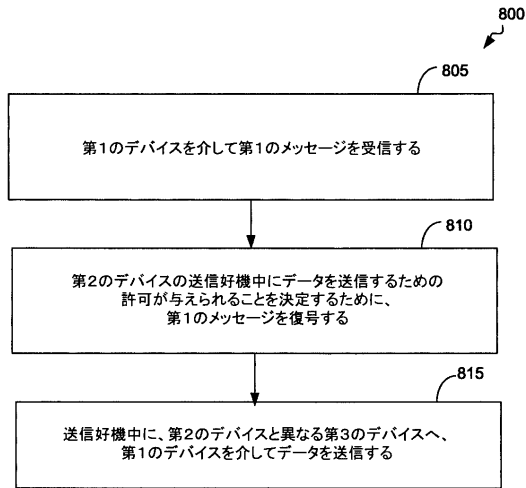 800
805
第1のデバイスを介して第1のメッセージを受信する
810
第2のデバイスの送信好機中にデータを送信するための
許可が与えられることを決定するために、
第1のメッセージを復号する
815
送信好機中に、第2のデバイスと異なる第3のデバイスへ、
第1のデバイスを介してデータを送信する